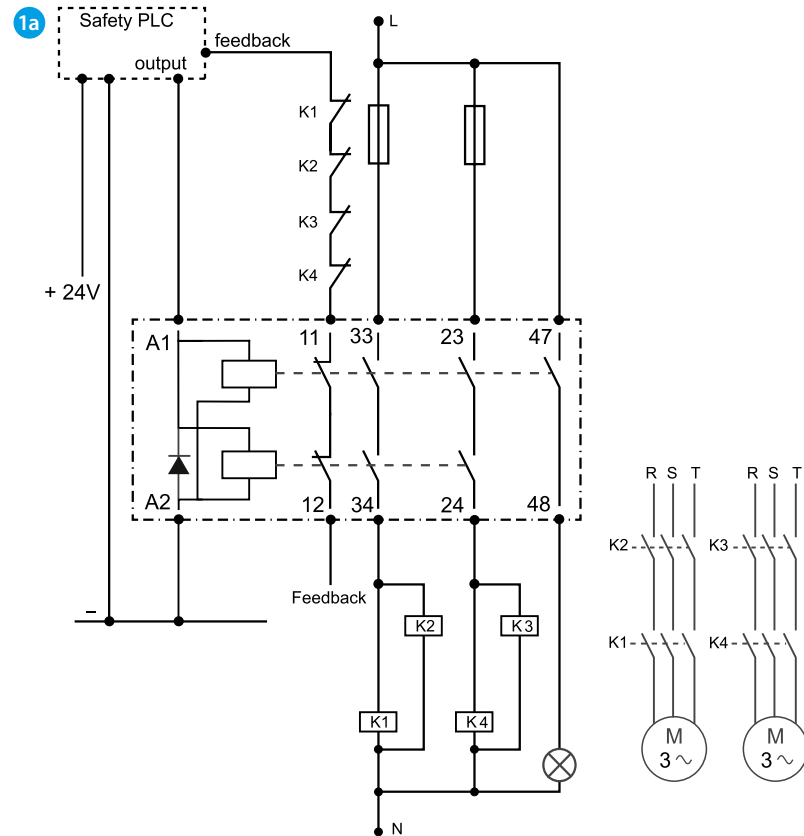 1a
Safety PLC
output
feedback
L
K1
K2
K3
K4
+ 24V
A1
11 33 23 47
A2
12 34 24 48
–
Feedback
K2 K3
K1 K4
N
R S T R S T
K2 K3
K1 K4
M M
3 ~ 3 ~